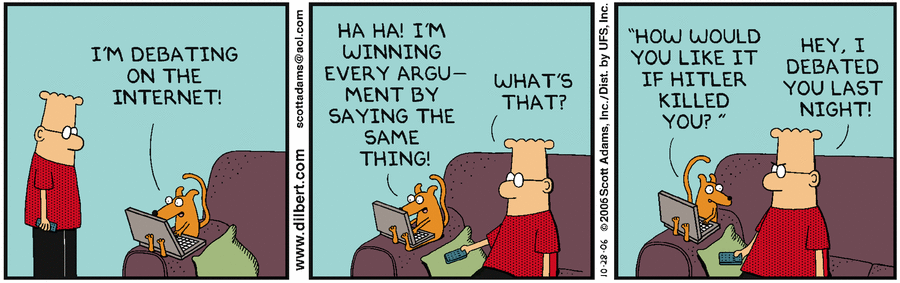 I'M DEBATING
ON THE
INTERNET!
www.dilbert.com scottadams@aol.com
HA HA! I'M
WINNING
EVERY ARGU-
MENT BY
SAYING THE
SAME
THING!
WHAT'S
THAT?
10-28-06 ©2006 Scott Adams, Inc./Dist. by UFS, Inc.
"HOW WOULD
YOU LIKE IT
IF HITLER
KILLED
YOU?"
HEY, I
DEBATED
YOU LAST
NIGHT!